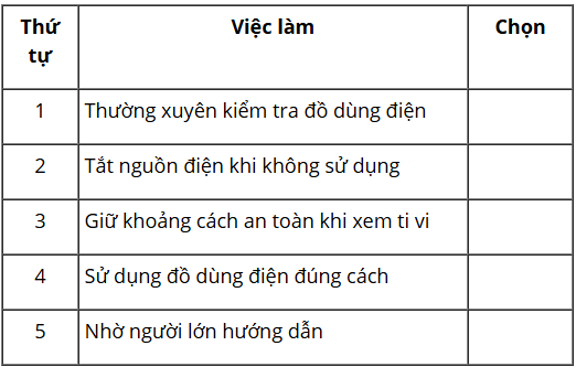 Thứ tự Việc làm Chọn
1 Thường xuyên kiểm tra đồ dùng điện
2 Tắt nguồn điện khi không sử dụng
3 Giữ khoảng cách an toàn khi xem ti vi
4 Sử dụng đồ dùng điện đúng cách
5 Nhờ người lớn hướng dẫn